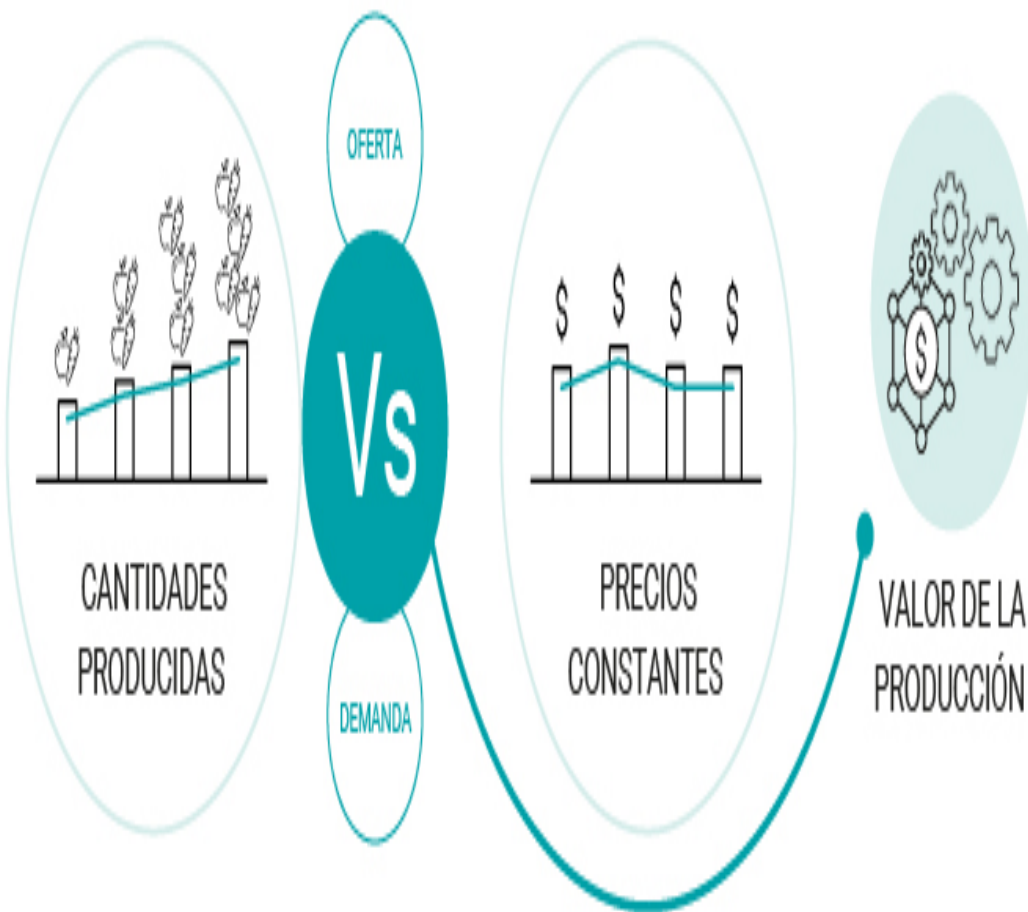 OFERTA
Vs
DEMANDA
$ $ $ $
$
CANTIDADES
PRODUCIDAS
PRECIOS
CONSTANTES
VALOR DE LA
PRODUCCIÓN